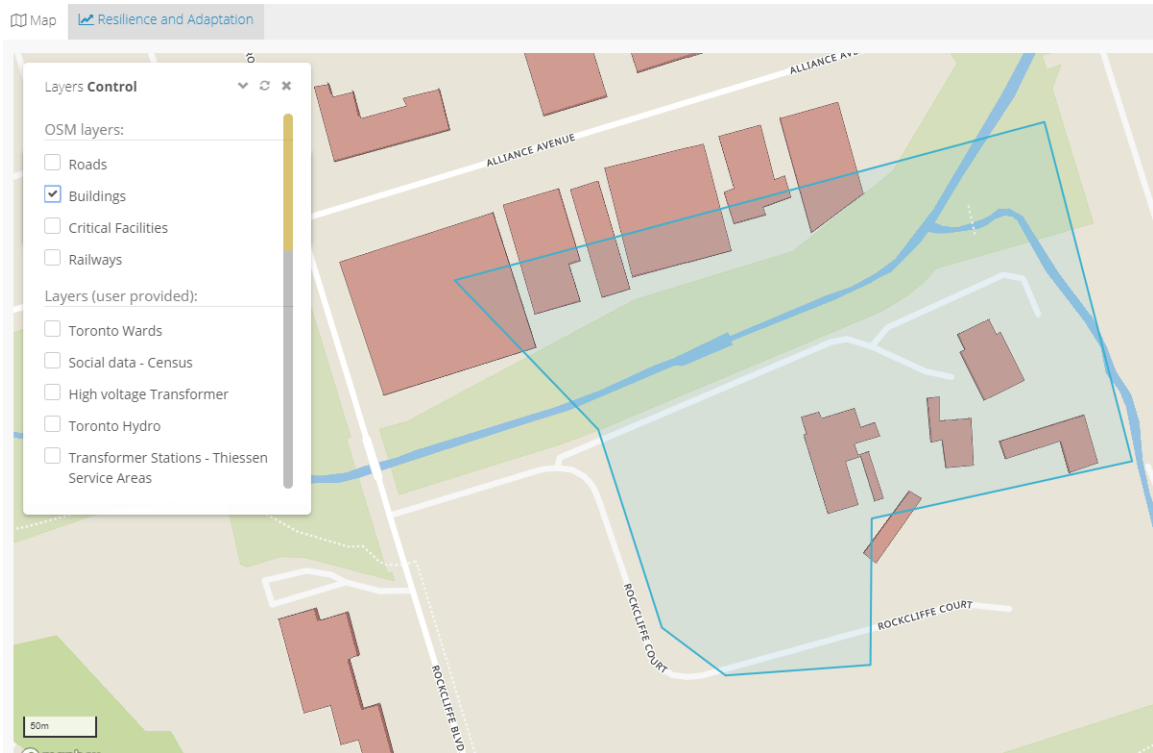 Map
Resilience and Adaptation
Layers Control
OSM layers:
Roads
Buildings
Critical Facilities
Railways
Layers (user provided):
Toronto Wards
Social data - Census
High voltage Transformer
Toronto Hydro
Transformer Stations - Thiessen
Service Areas
ALLIANCE AVENUE
ROCKCLIFFE COURT
ROCKCLIFFE COURT
ROCKCLIFFE BLVD
50m